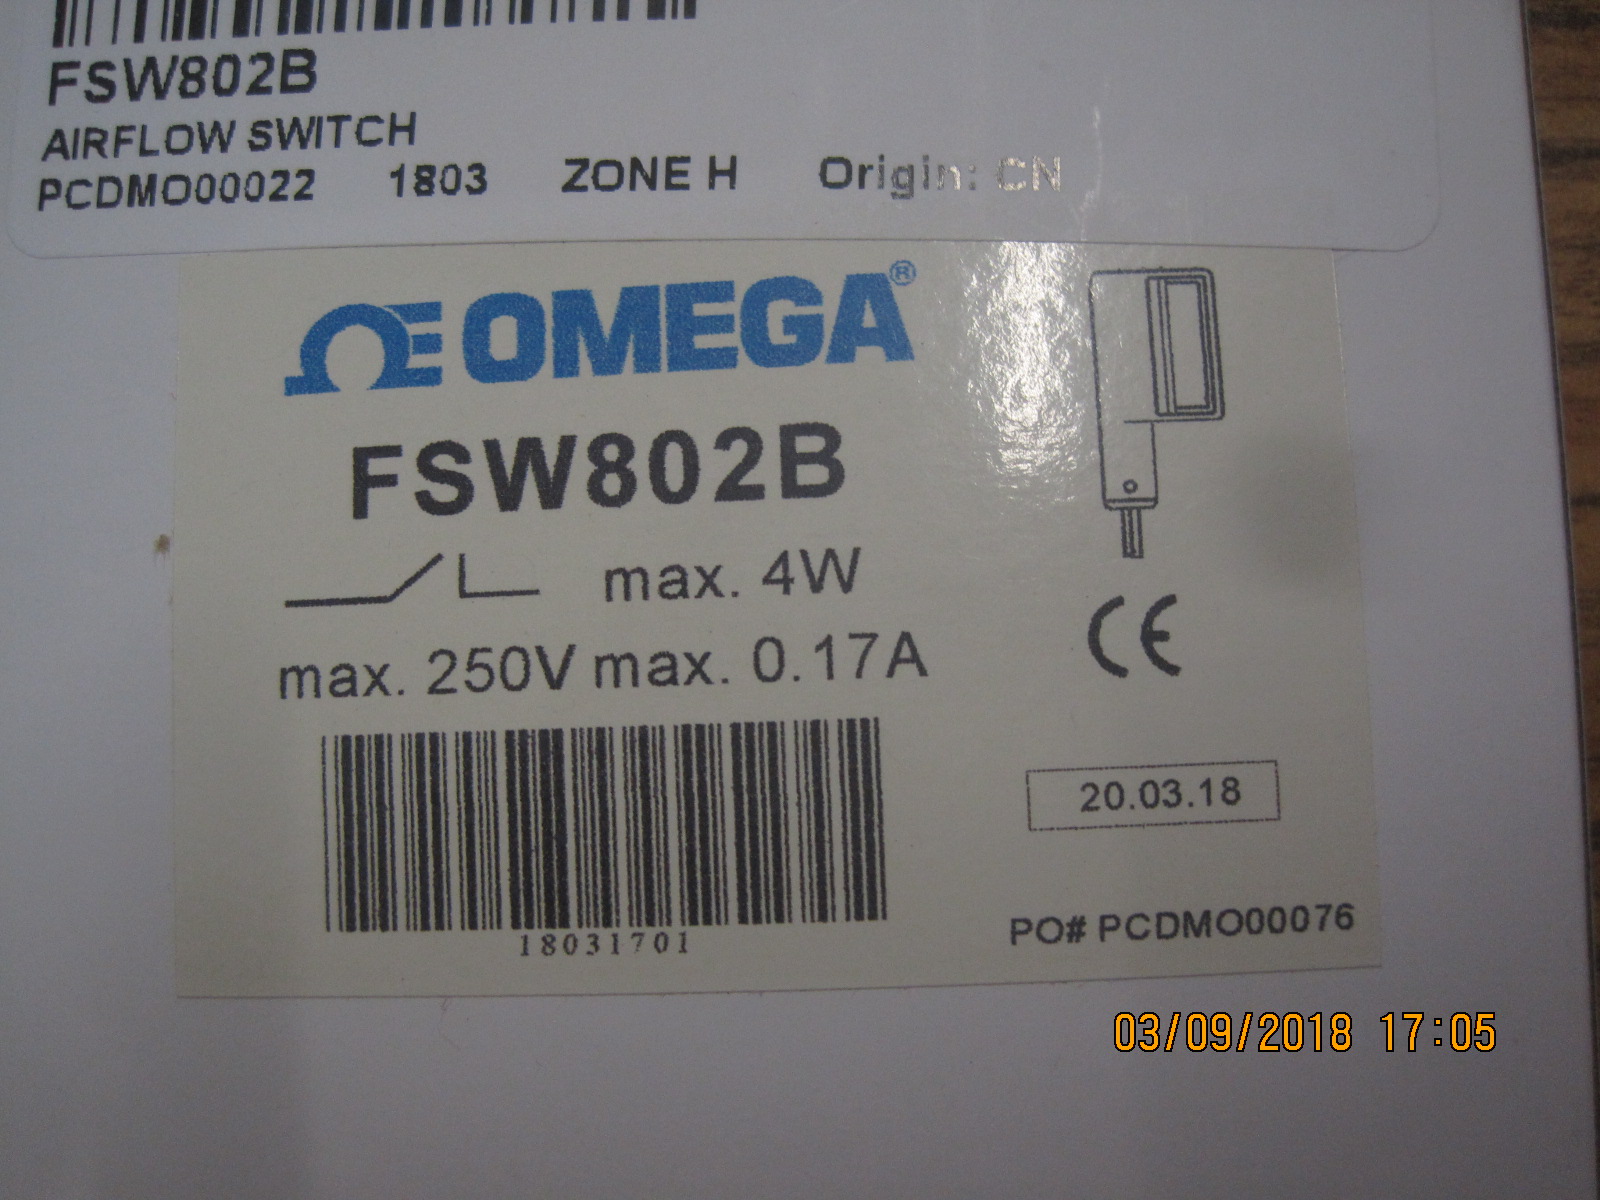 FSW802B
AIRFLOW SWITCH
PCDMO00022 1803 ZONE H Origin: CN
ΩE OMEGA®
FSW802B
max. 4W
max. 250V max. 0.17A
CE
20.03.18
18031701
PO# PCDMO00076
03/09/2018 17:05